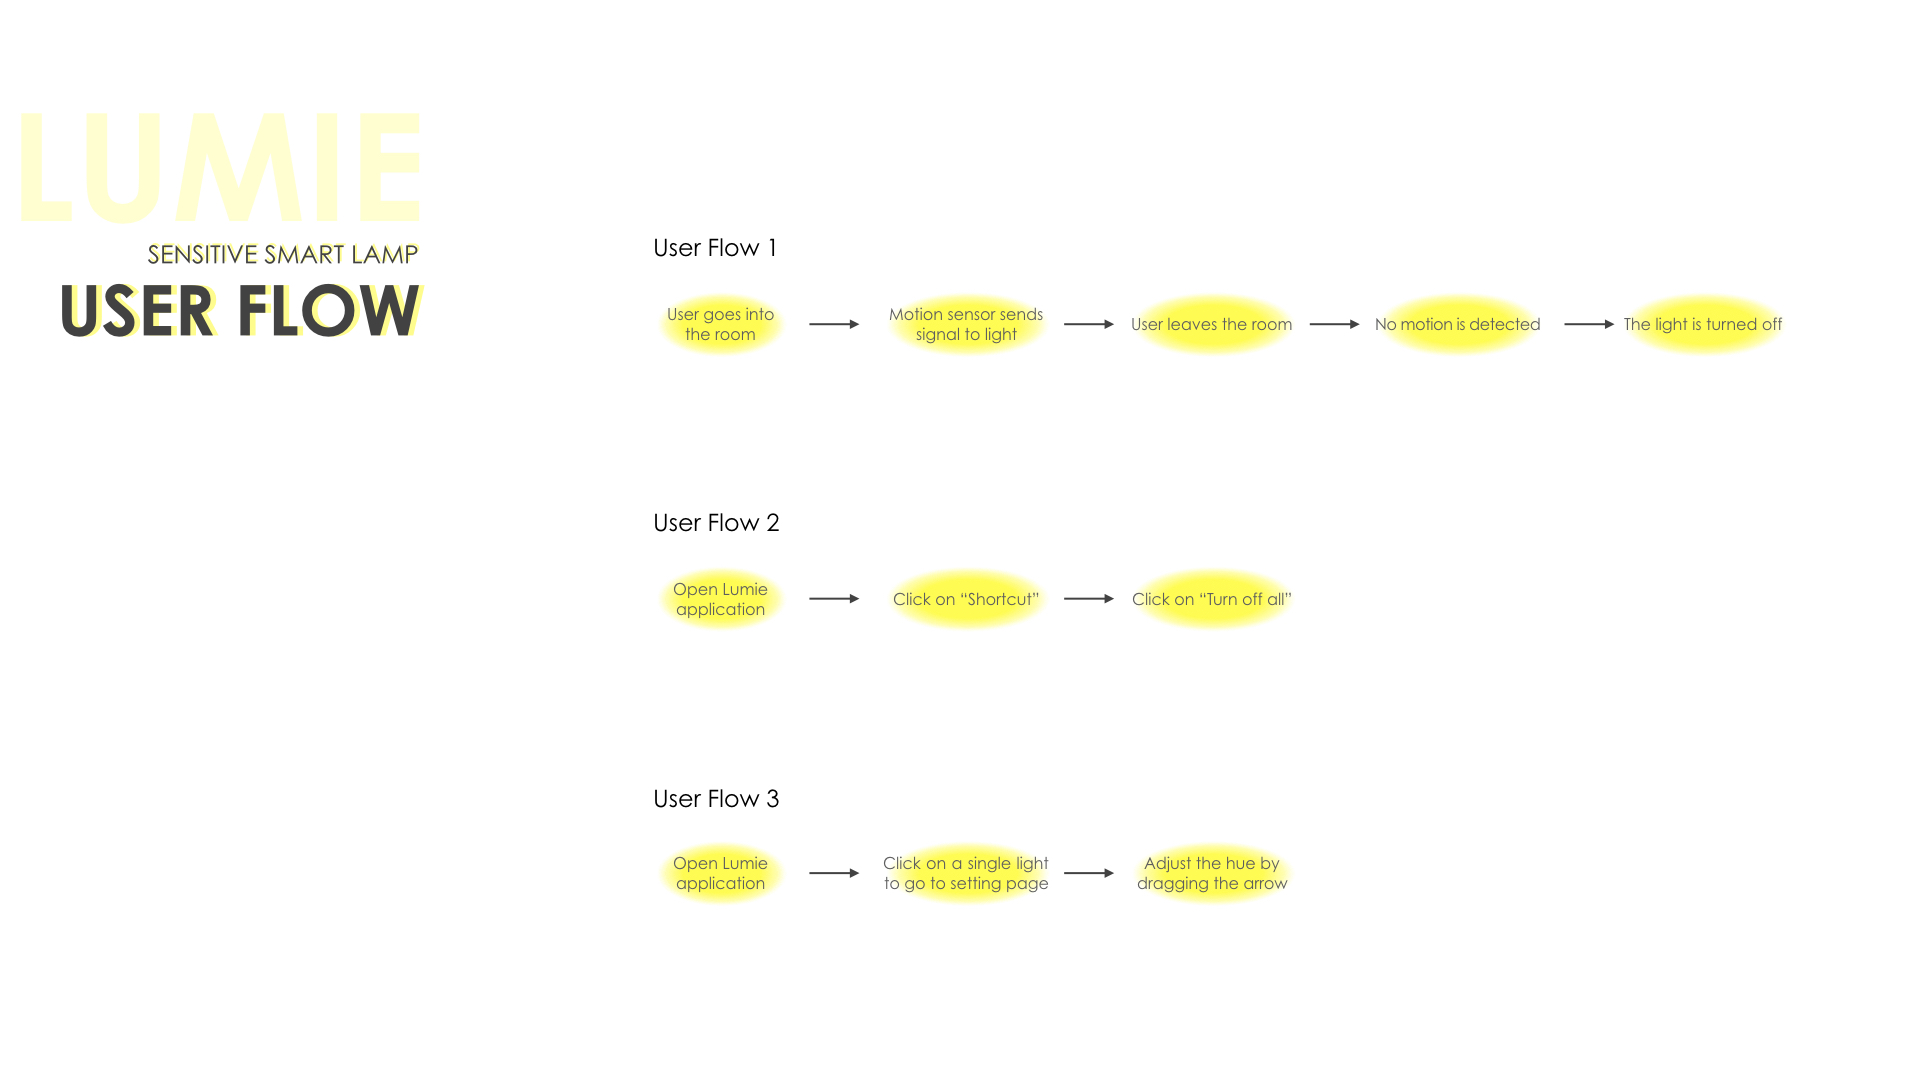 LUMIE
SENSITIVE SMART LAMP
USER FLOW
User Flow 1
User goes into
the room
Motion sensor sends
signal to light
User leaves the room
No motion is detected
The light is turned off
User Flow 2
Open Lumie
application
Click on “Shortcut”
Click on “Turn off all”
User Flow 3
Open Lumie
application
Click on a single light
to go to setting page
Adjust the hue by
dragging the arrow